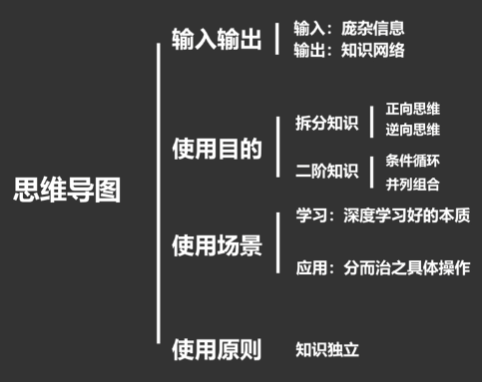 思维导图
输入输出
输入：庞杂信息
输出：知识网络
使用目的
拆分知识
正向思维
逆向思维
二阶知识
条件循环
并列组合
使用场景
学习：深度学习好的本质
应用：分而治之具体操作
使用原则
知识独立